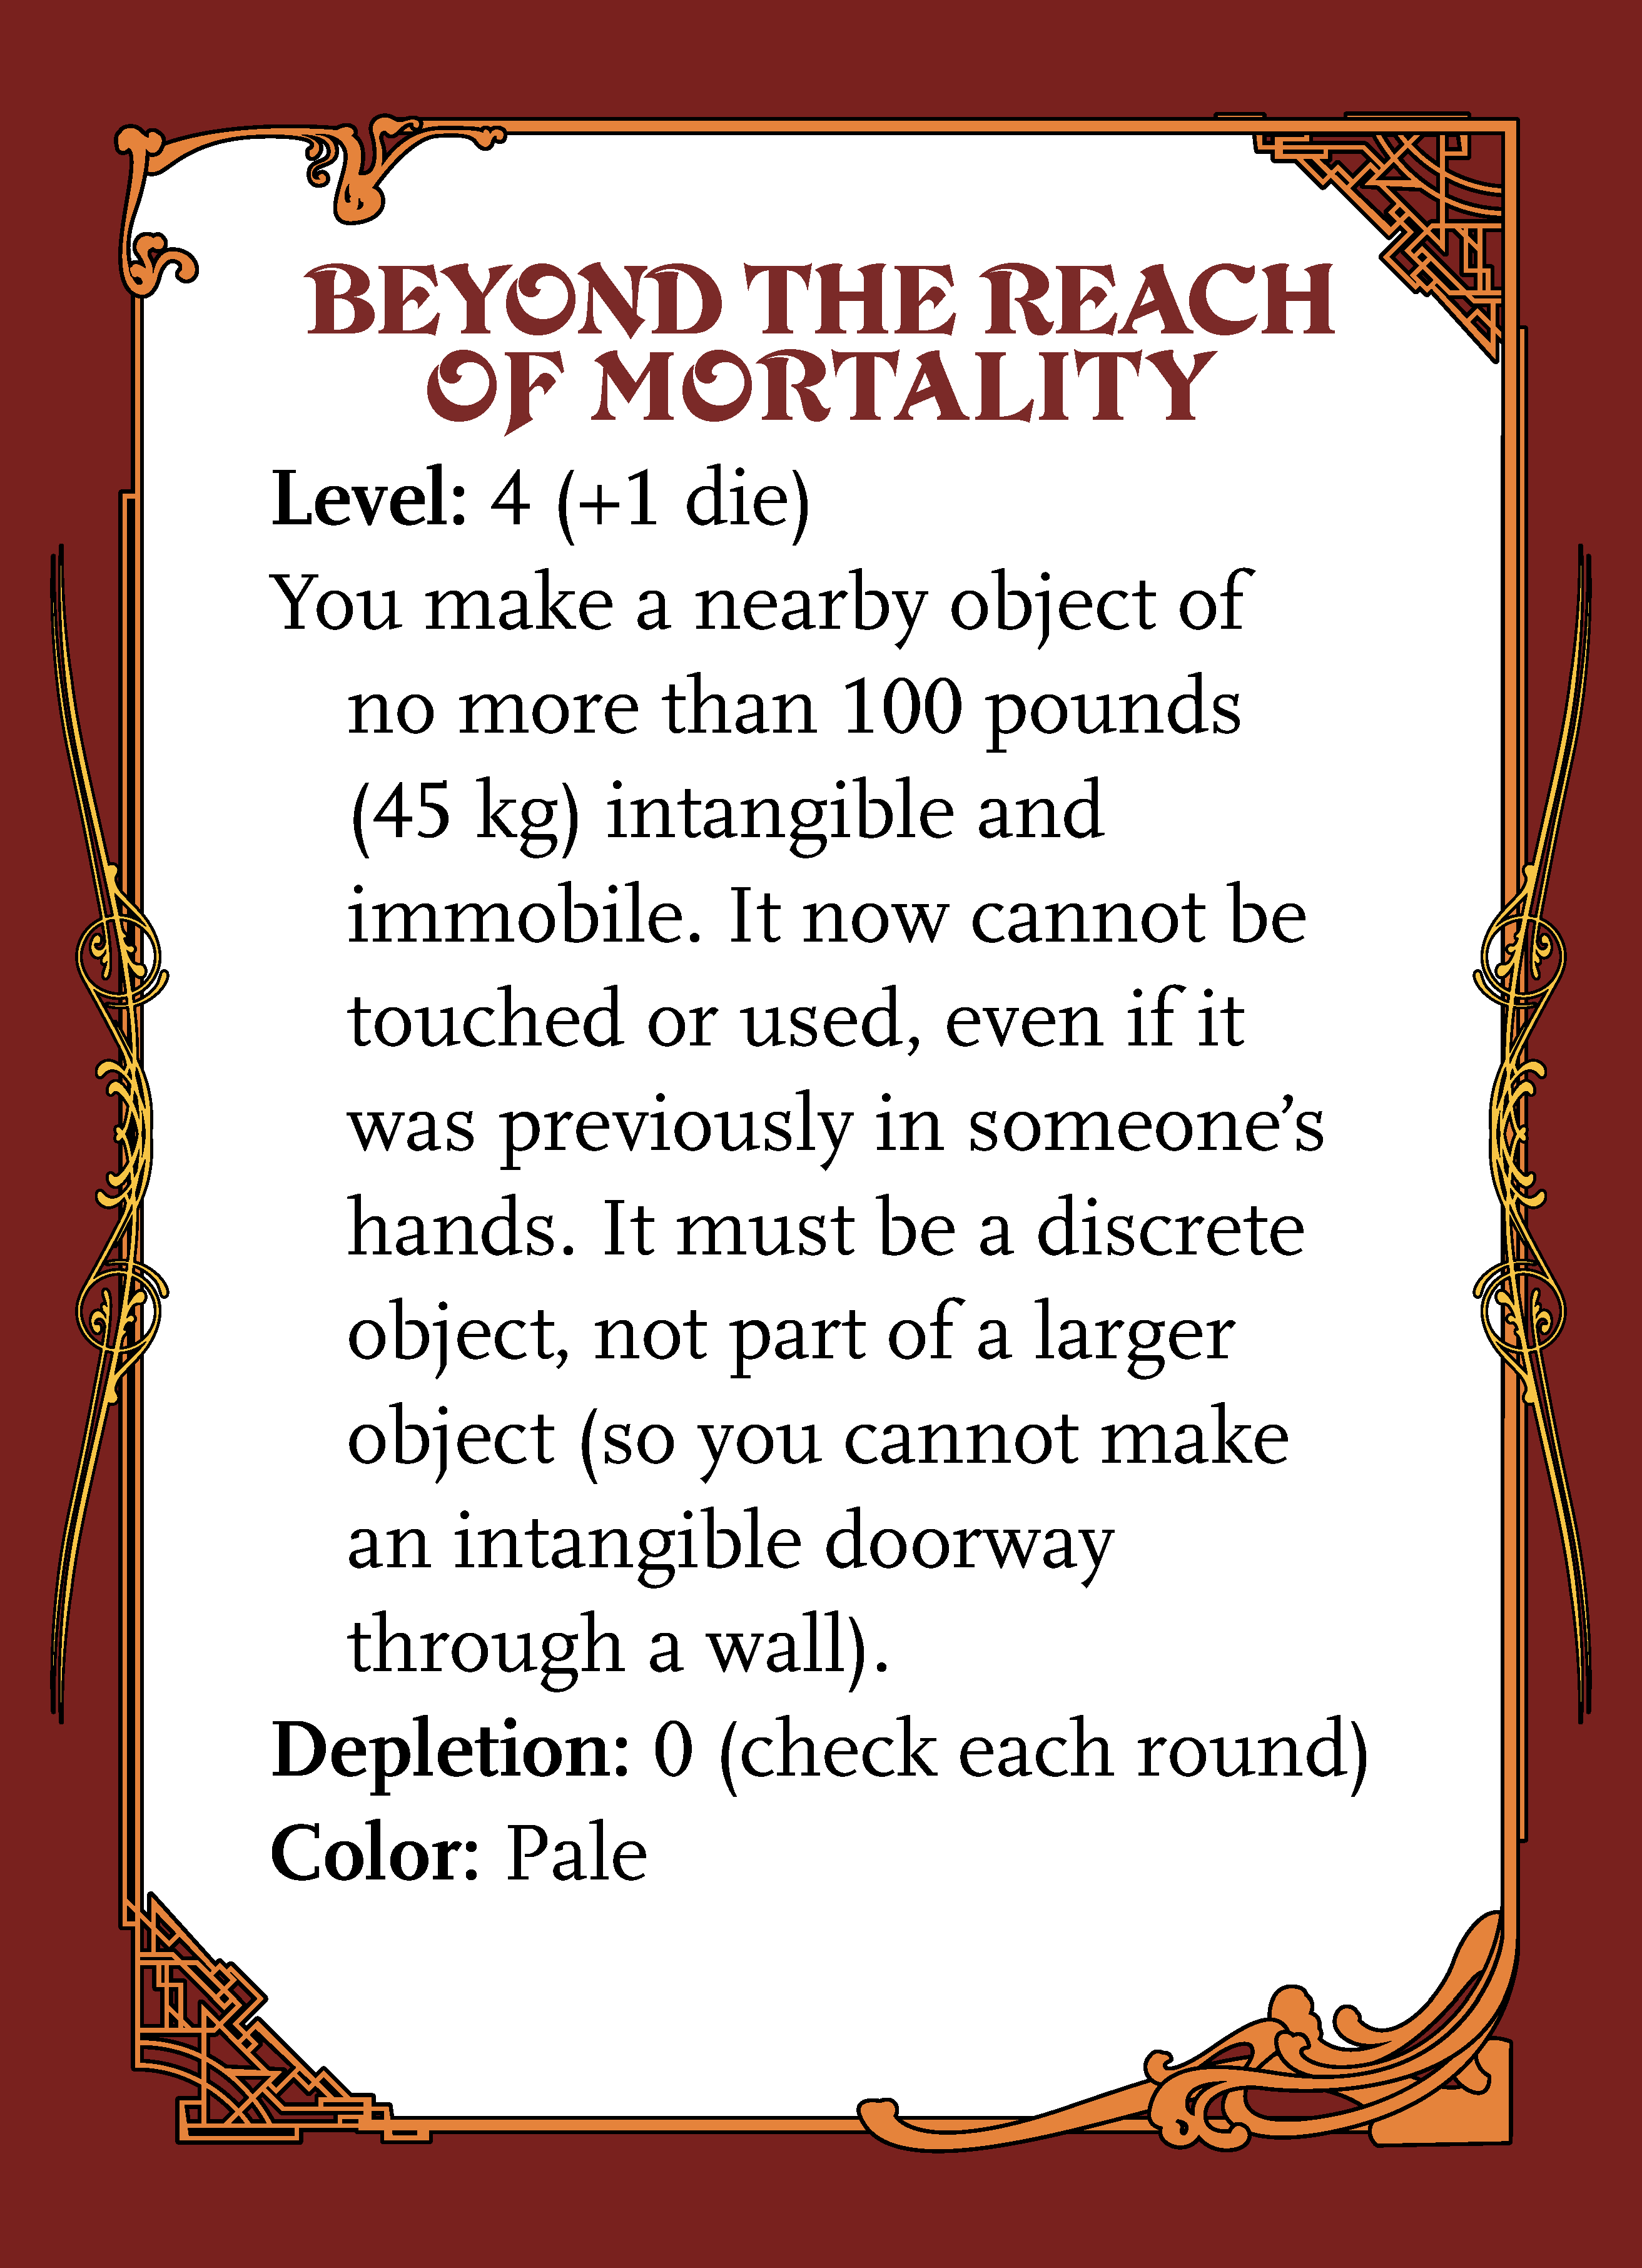 BEYOND THE REACH
OF MORTALITY
Level: 4 (+1 die)
You make a nearby object of
no more than 100 pounds
(45 kg) intangible and
immobile. It now cannot be
touched or used, even if it
was previously in someone’s
hands. It must be a discrete
object, not part of a larger
object (so you cannot make
an intangible doorway
through a wall).
Depletion: 0 (check each round)
Color: Pale